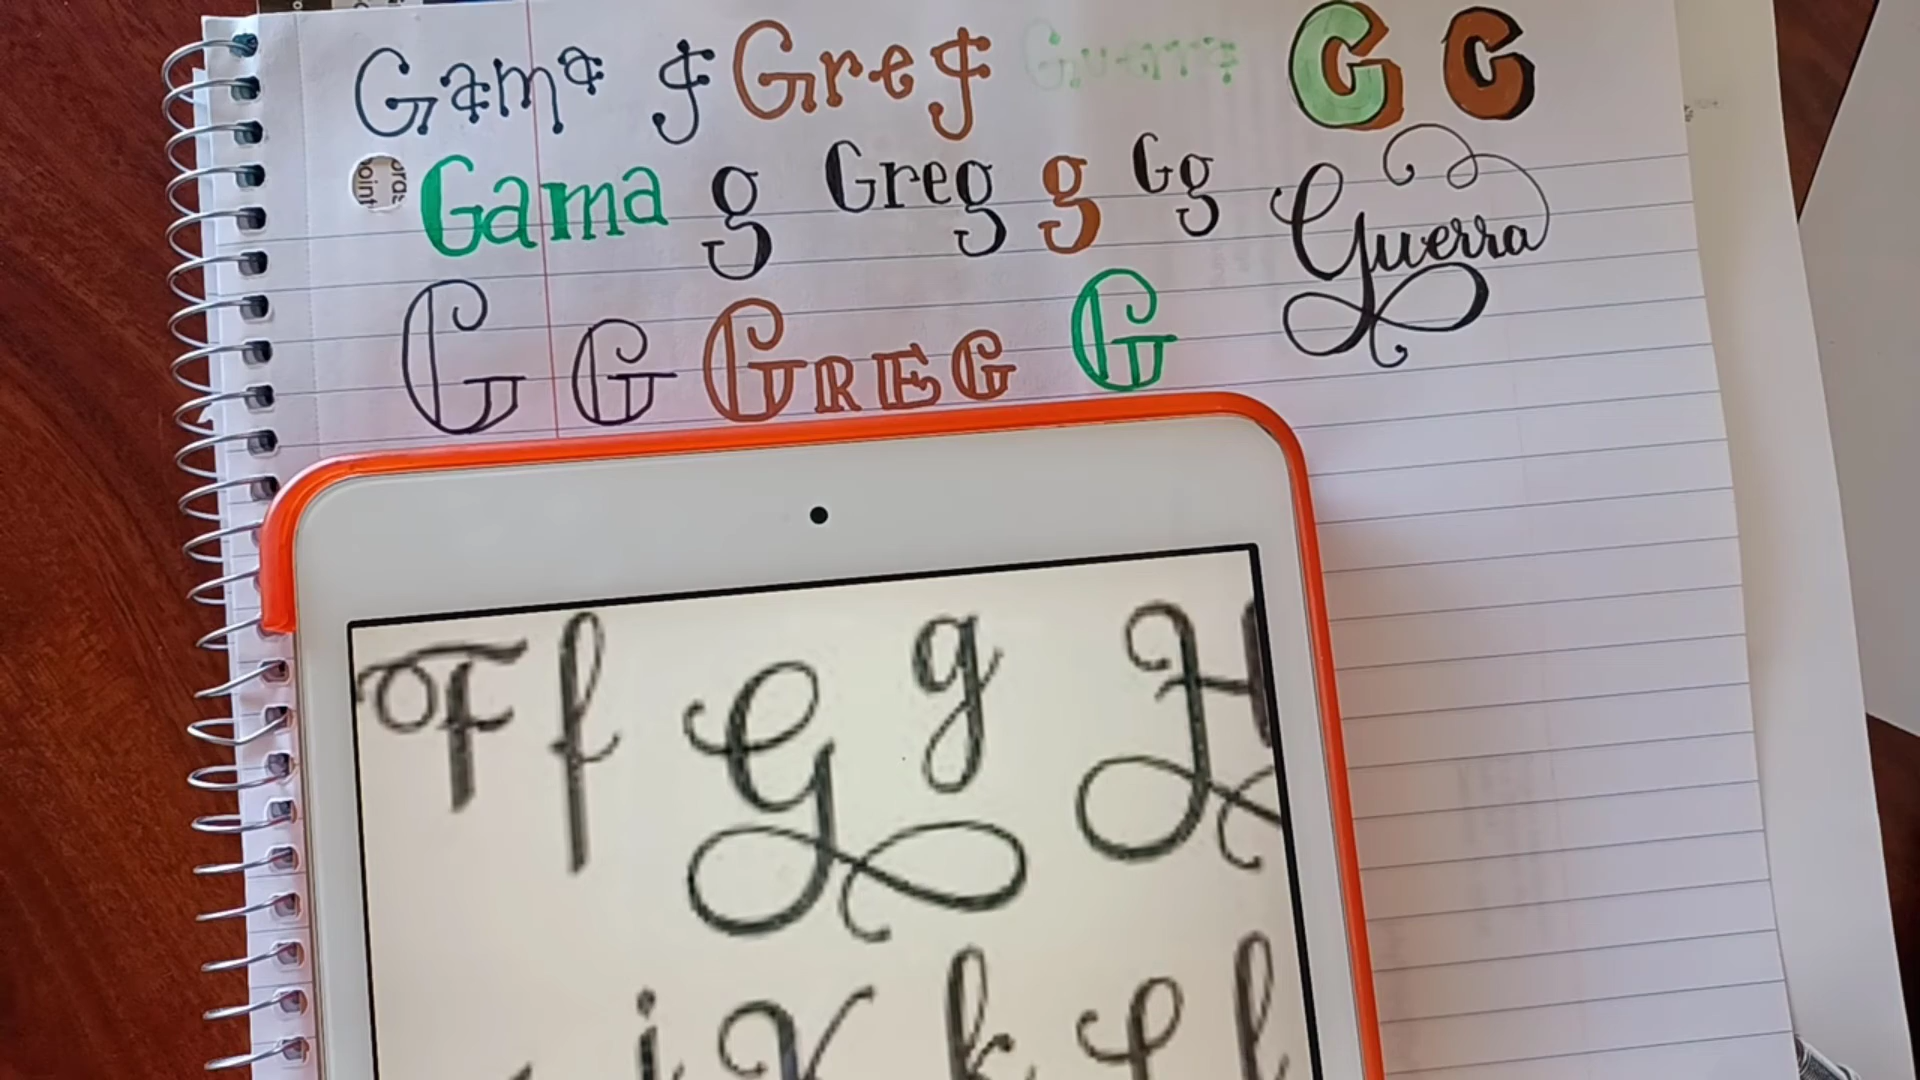 Gama g Greg Guerra G G
Gama g Greg g Gg Guerra
G G GREG G
F f G g H
i K k L l